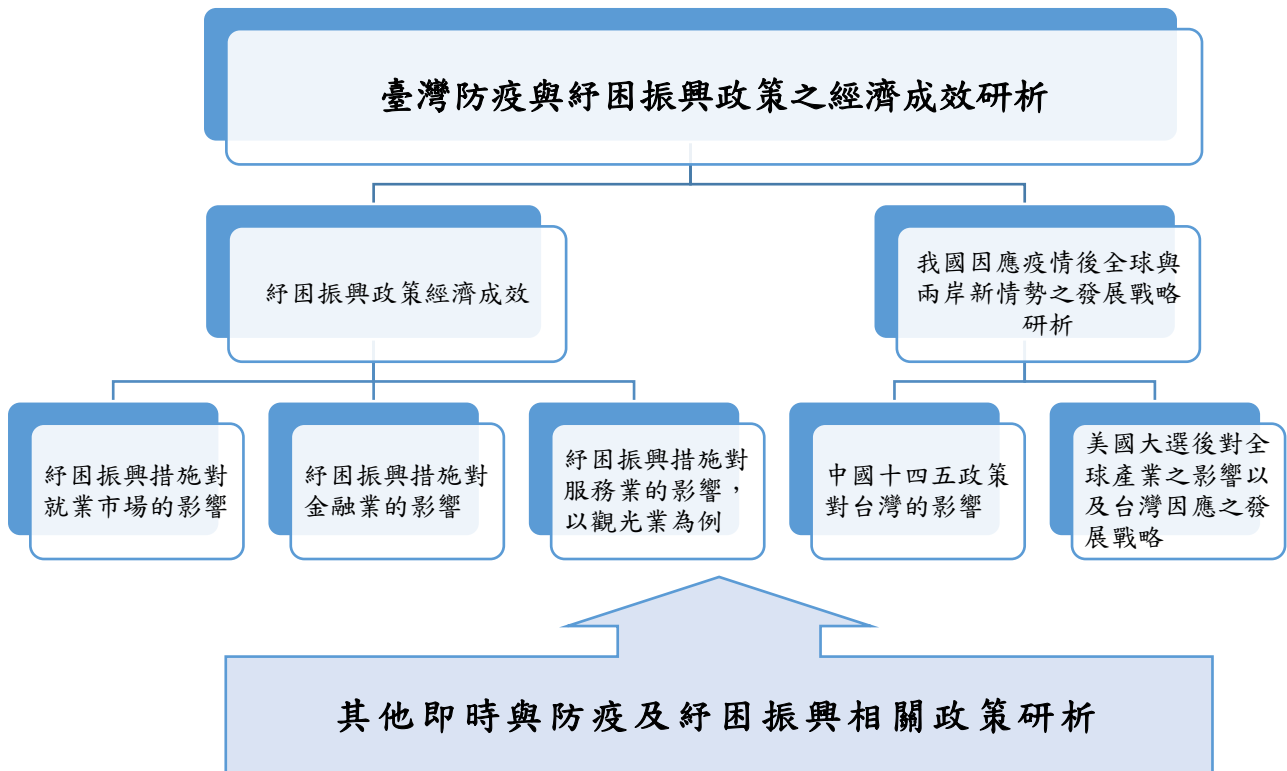 臺灣防疫與紓困振興政策之經濟成效研析
紓困振興政策經濟成效
我國因應疫情後全球與
兩岸新情勢之發展戰略
研析
紓困振興措施對
就業市場的影響
紓困振興措施對
金融業的影響
紓困振興措施對
服務業的影響，
以觀光業為例
中國十四五政策
對台灣的影響
美國大選後對全
球產業之影響以
及台灣因應之發
展戰略
其他即時與防疫及紓困振興相關政策研析